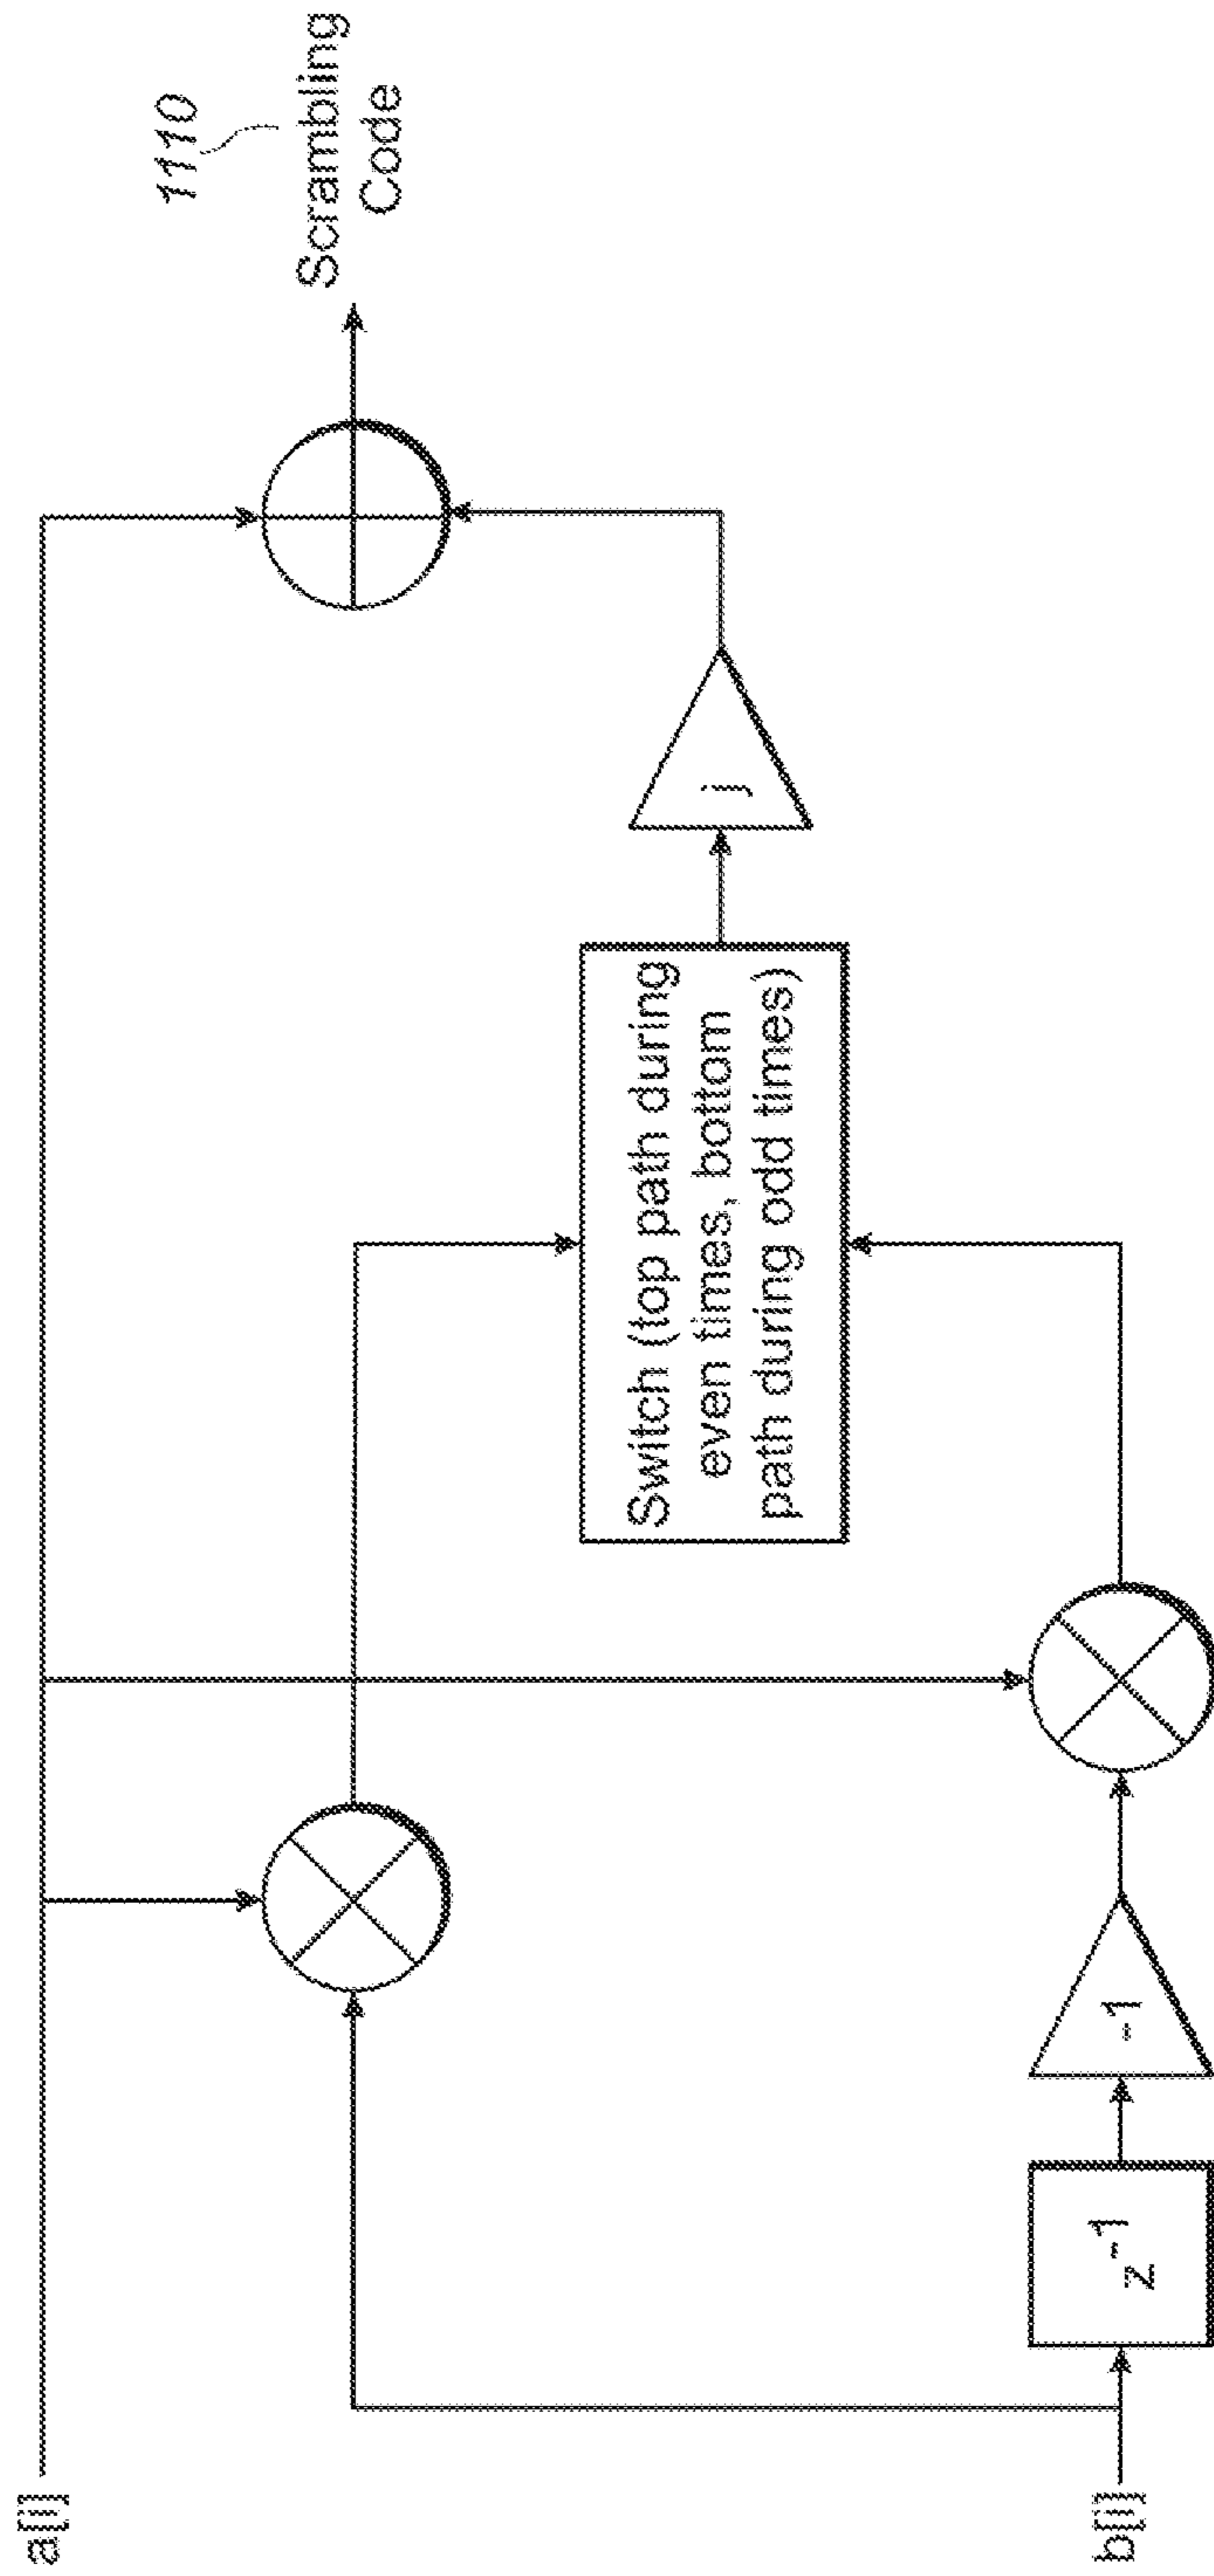 a[i]
b[i]
z⁻¹
-1
Switch (top path during
even times, bottom
path during odd times)
j
1110
Scrambling
Code